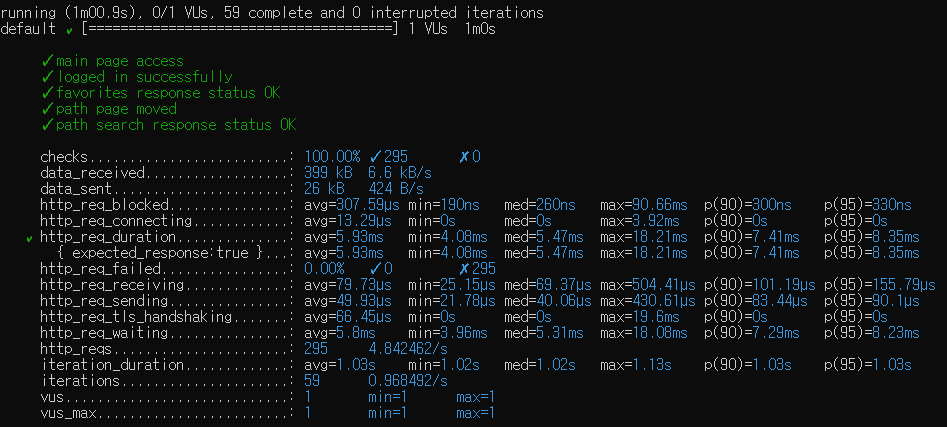 running (1m00.9s), 0/1 VUs, 59 complete and 0 interrupted iterations
default ✓ [======================================] 1 VUs  1m0s

     ✓ main page access
     ✓ logged in successfully
     ✓ favorites response status OK
     ✓ path page moved
     ✓ path search response status OK

     checks.........................: 100.00% ✓ 295      ✗ 0
     data_received..................: 399 kB  6.6 kB/s
     data_sent......................: 26 kB   424 B/s
     http_req_blocked...............: avg=307.59µs min=190ns   med=260ns   max=90.66ms  p(90)=300ns    p(95)=330ns
     http_req_connecting............: avg=13.29µs  min=0s      med=0s      max=3.92ms   p(90)=0s       p(95)=0s
   ✓ http_req_duration..............: avg=5.93ms   min=4.08ms  med=5.47ms  max=18.21ms  p(90)=7.41ms   p(95)=8.35ms
       { expected_response:true }...: avg=5.93ms   min=4.08ms  med=5.47ms  max=18.21ms  p(90)=7.41ms   p(95)=8.35ms
     http_req_failed................: 0.00%   ✓ 0        ✗ 295
     http_req_receiving.............: avg=79.73µs  min=25.15µs med=69.37µs max=504.41µs p(90)=101.19µs p(95)=155.79µs
     http_req_sending...............: avg=49.93µs  min=21.78µs med=40.06µs max=490.61µs p(90)=83.44µs  p(95)=90.1µs
     http_req_tls_handshaking.......: avg=66.45µs  min=0s      med=0s      max=19.6ms   p(90)=0s       p(95)=0s
     http_req_waiting...............: avg=5.8ms    min=3.96ms  med=5.31ms  max=18.08ms  p(90)=7.29ms   p(95)=8.23ms
     http_reqs......................: 295     4.842462/s
     iteration_duration.............: avg=1.03s    min=1.02s   med=1.02s   max=1.13s    p(90)=1.03s    p(95)=1.03s
     iterations.....................: 59      0.968492/s
     vus............................: 1       min=1      max=1
     vus_max........................: 1       min=1      max=1